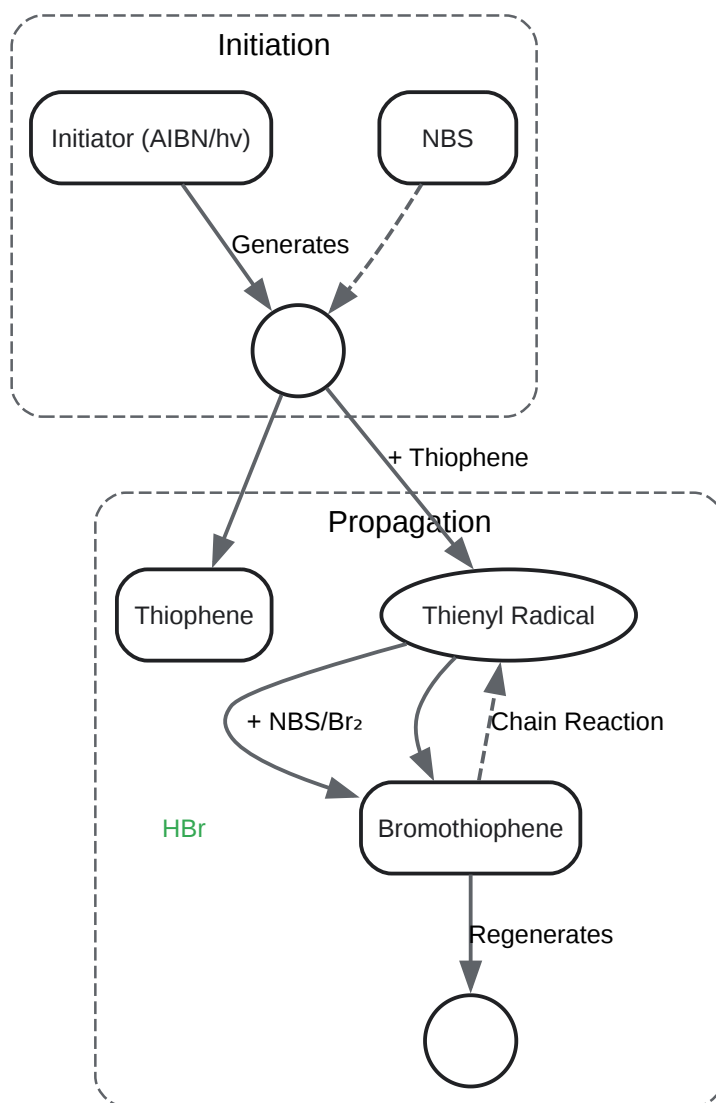 Initiation
Initiator (AIBN/hv)
NBS
Generates
+ Thiophene
Propagation
Thiophene
Thienyl Radical
+ NBS/Br₂
Chain Reaction
HBr
Bromothiophene
Regenerates